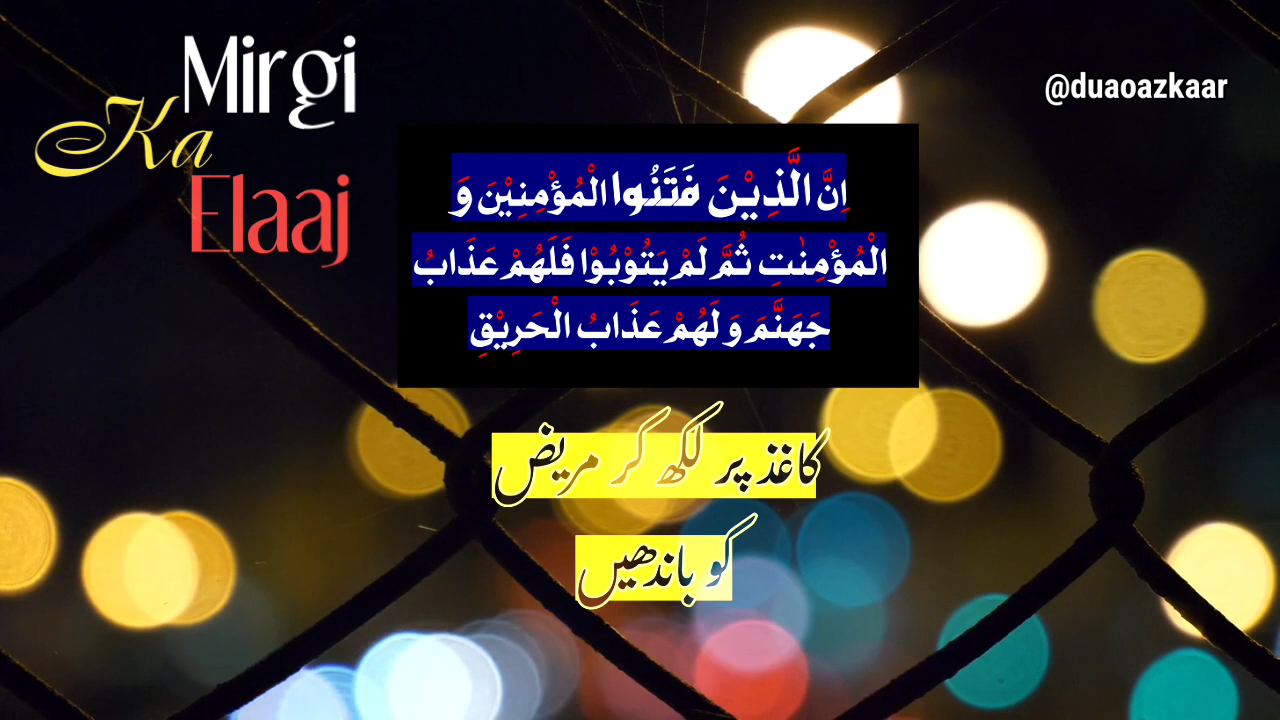 Mirgi
Ka
Elaaj
@duaoazkaar
اِنَّ الَّذِیْنَ فَتَنُوا الْمُؤْمِنِیْنَ وَ
الْمُؤْمِنٰتِ ثُمَّ لَمْ یَتُوْبُوْا فَلَهُمْ عَذَابُ
جَهَنَّمَ وَ لَهُمْ عَذَابُ الْحَرِیْقِ
کاغذ پر لکھ کر مریض
کو باندھیں